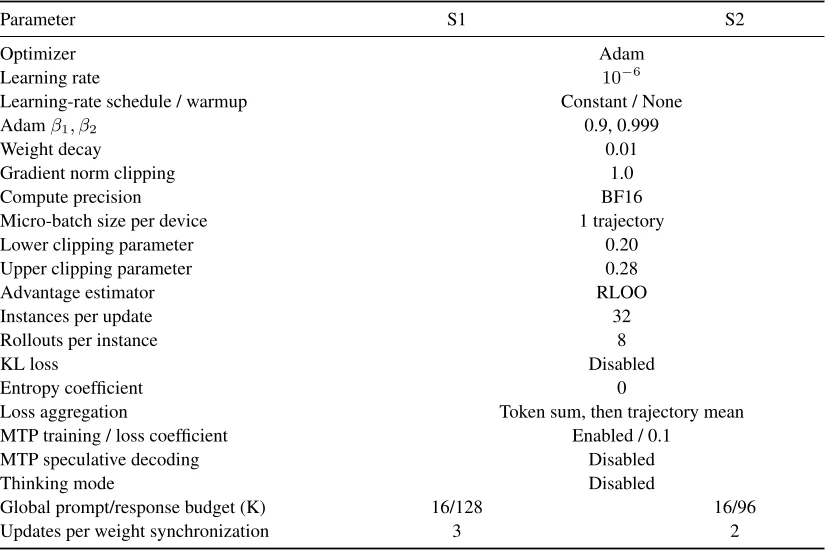 Parameter S1 S2
Optimizer Adam
Learning rate 10⁻⁶
Learning-rate schedule / warmup Constant / None
Adam β₁, β₂ 0.9, 0.999
Weight decay 0.01
Gradient norm clipping 1.0
Compute precision BF16
Micro-batch size per device 1 trajectory
Lower clipping parameter 0.20
Upper clipping parameter 0.28
Advantage estimator RLOO
Instances per update 32
Rollouts per instance 8
KL loss Disabled
Entropy coefficient 0
Loss aggregation Token sum, then trajectory mean
MTP training / loss coefficient Enabled / 0.1
MTP speculative decoding Disabled
Thinking mode Disabled
Global prompt/response budget (K) 16/128 16/96
Updates per weight synchronization 3 2